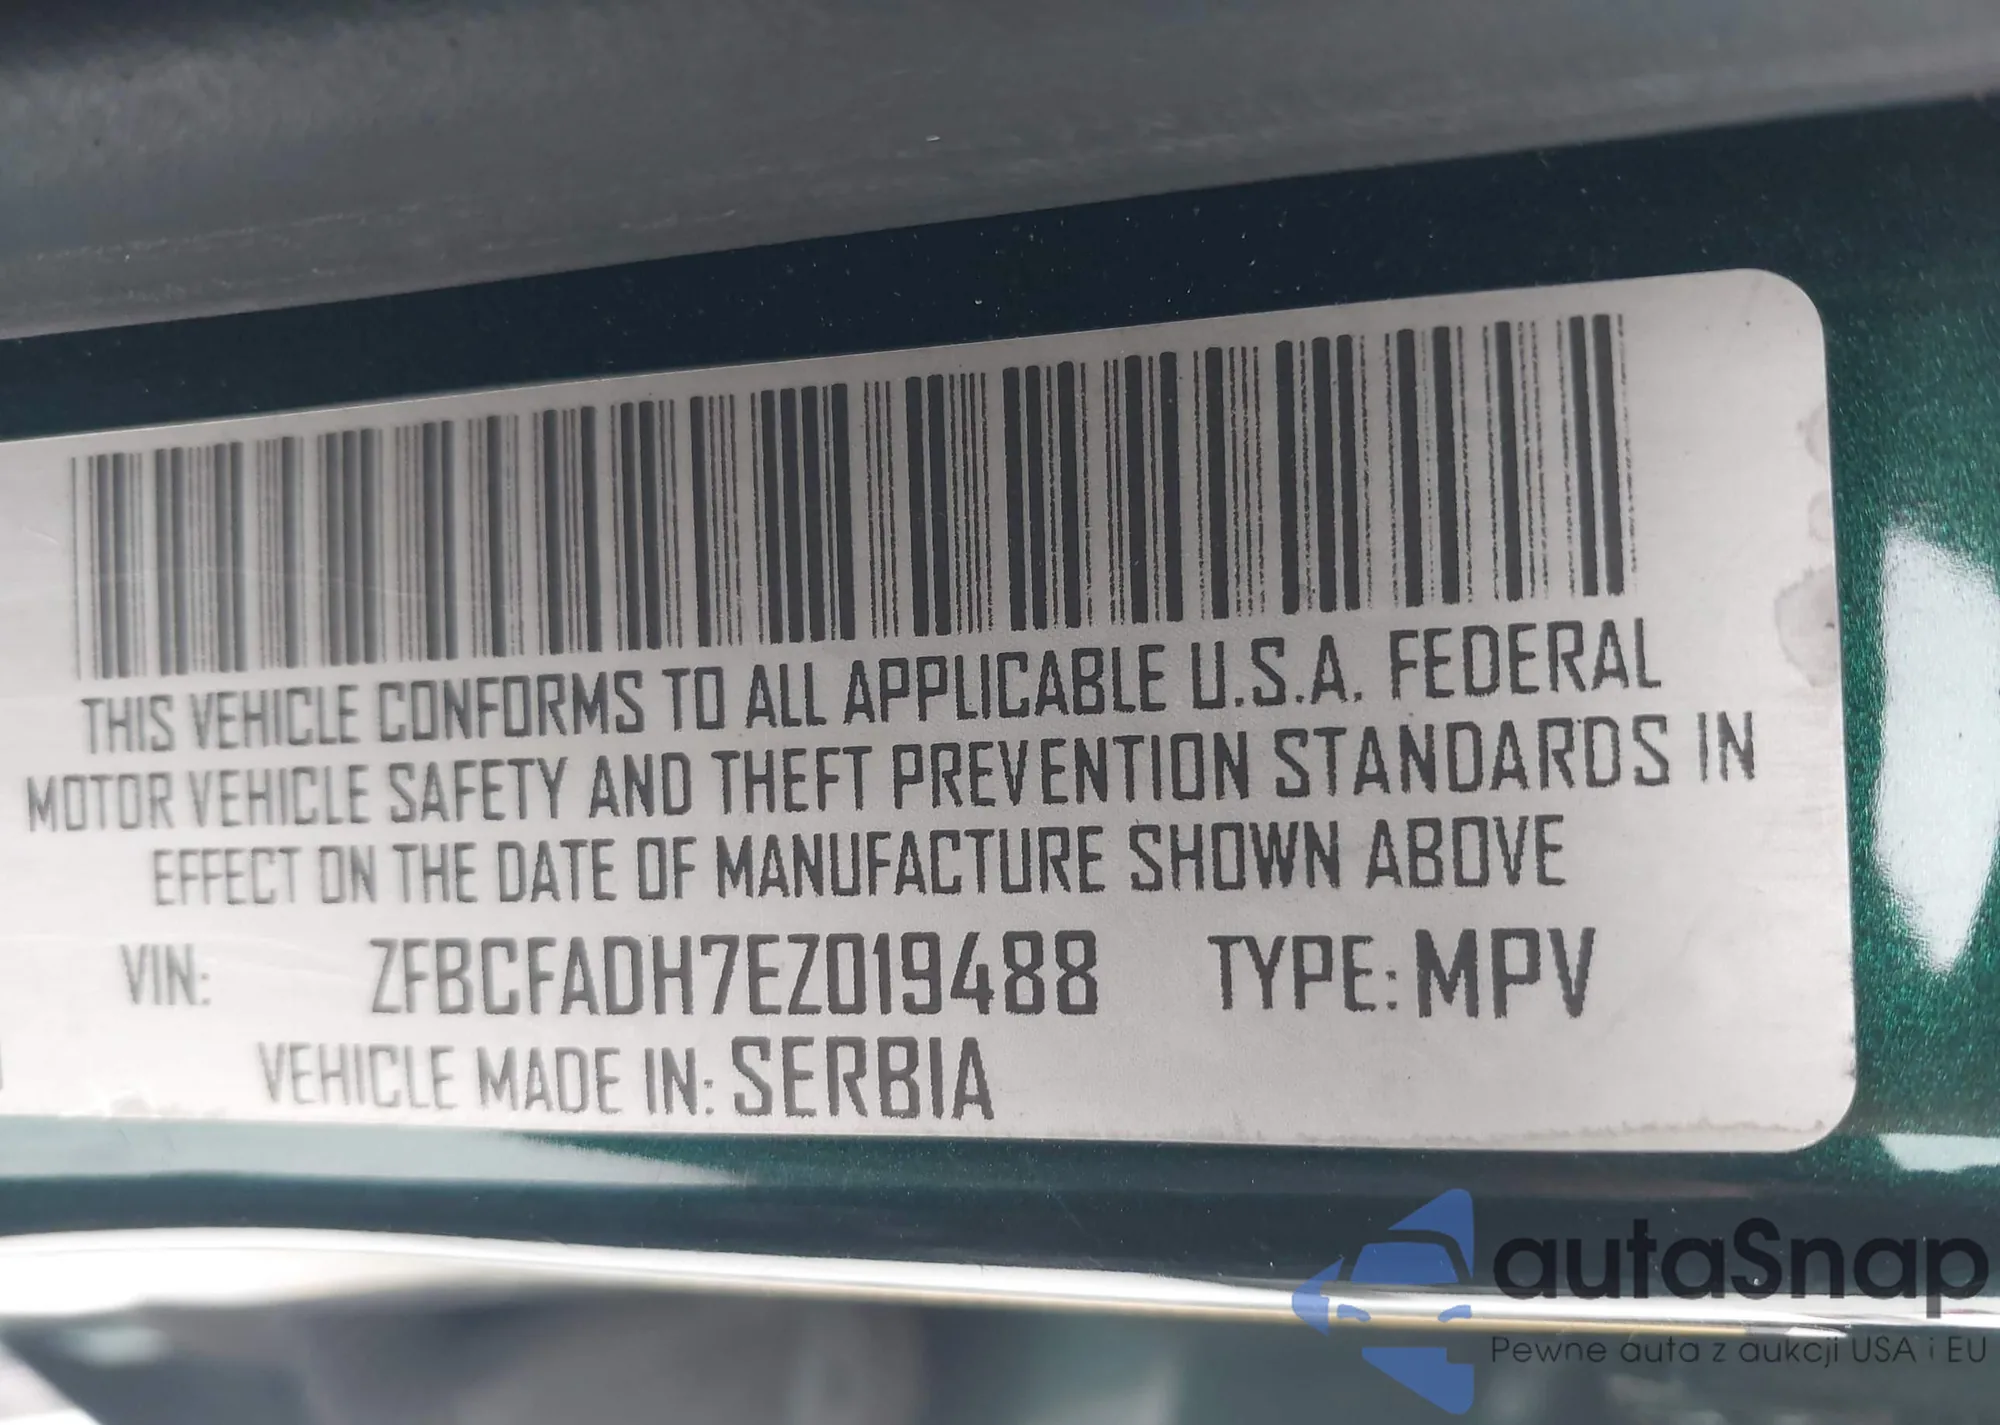 THIS VEHICLE CONFORMS TO ALL APPLICABLE U.S.A. FEDERAL
MOTOR VEHICLE SAFETY AND THEFT PREVENTION STANDARDS IN
EFFECT ON THE DATE OF MANUFACTURE SHOWN ABOVE
VIN: ZFBCFADH7EZ019488 TYPE: MPV
VEHICLE MADE IN: SERBIA
autaSnap
Pewne auta z aukcji USA i EU